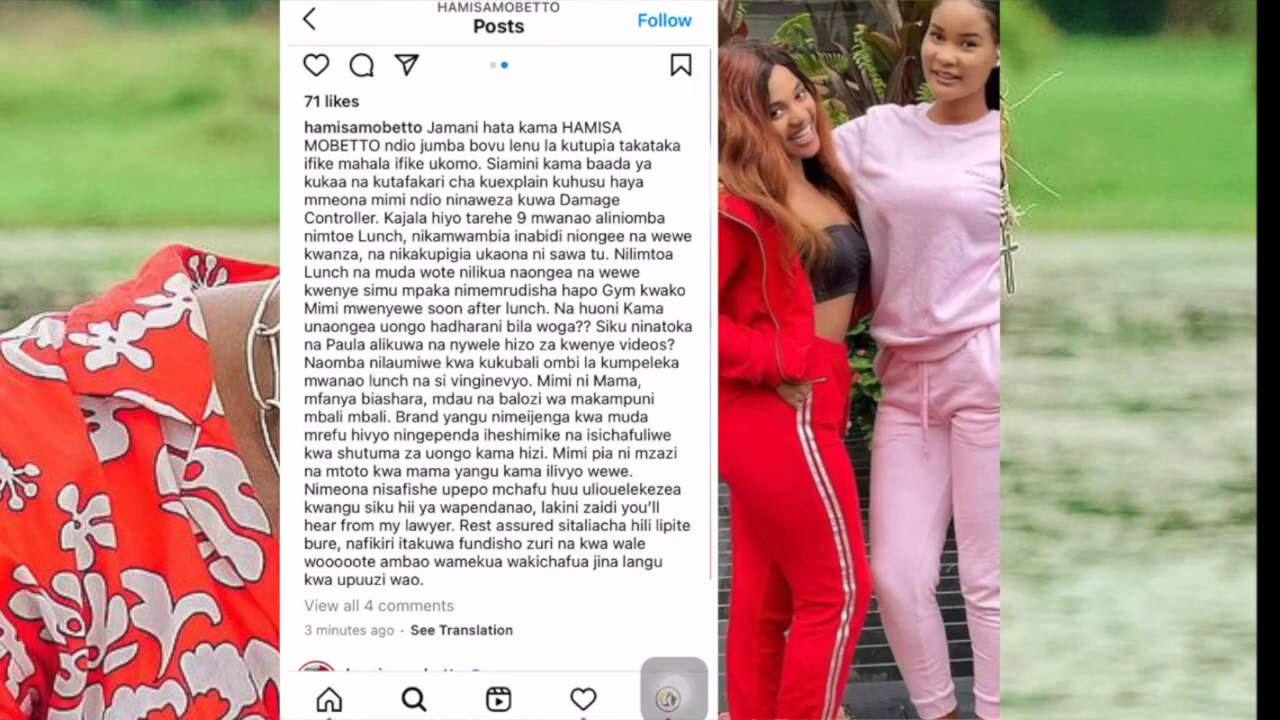 HAMISAMOBETTO
Posts
Follow
71 likes
hamisamobetto Jamani hata kama HAMISA
MOBETTO ndio jumba bovu lenu la kutupia takataka
ifike mahala ifike ukomo. Siamini kama baada ya
kukaa na kutafakari cha kuexplain kuhusu haya
mmeona mimi ndio ninaweza kuwa Damage
Controller. Kajala hiyo tarehe 9 mwanao aliniomba
nimtoe Lunch, nikamwambia inabidi niongee na wewe
kwanza, na nikakupigia ukaona ni sawa tu. Nilimtoa
Lunch na muda wote nilikua naongea na wewe
kwenye simu mpaka nimemrudisha hapo Gym kwako
Mimi mwenyewe soon after lunch. Na huoni Kama
unaongea uongo hadharani bila woga?? Siku ninatoka
na Paula alikuwa na nywele hizo za kwenye videos?
Naomba nilaumiwe kwa kukubali ombi la kumpeleka
mwanao lunch na si vinginevyo. Mimi ni Mama,
mfanya biashara, mdau na balozi wa makampuni
mbali mbali. Brand yangu nimeijenga kwa muda
mrefu hivyo ningependa iheshimike na isichafuliwe
kwa shutuma za uongo kama hizi. Mimi pia ni mzazi
na mtoto kwa mama yangu kama ilivyo wewe.
Nimeona nisafishe upepo mchafu huu uliouelekezea
kwangu siku hii ya wapendanao, lakini zaidi you'll
hear from my lawyer. Rest assured sitaliacha hili lipite
bure, nafikiri itakuwa fundisho zuri na kwa wale
wooooote ambao wamekua wakichafua jina langu
kwa upuuzi wao.
View all 4 comments
3 minutes ago · See Translation